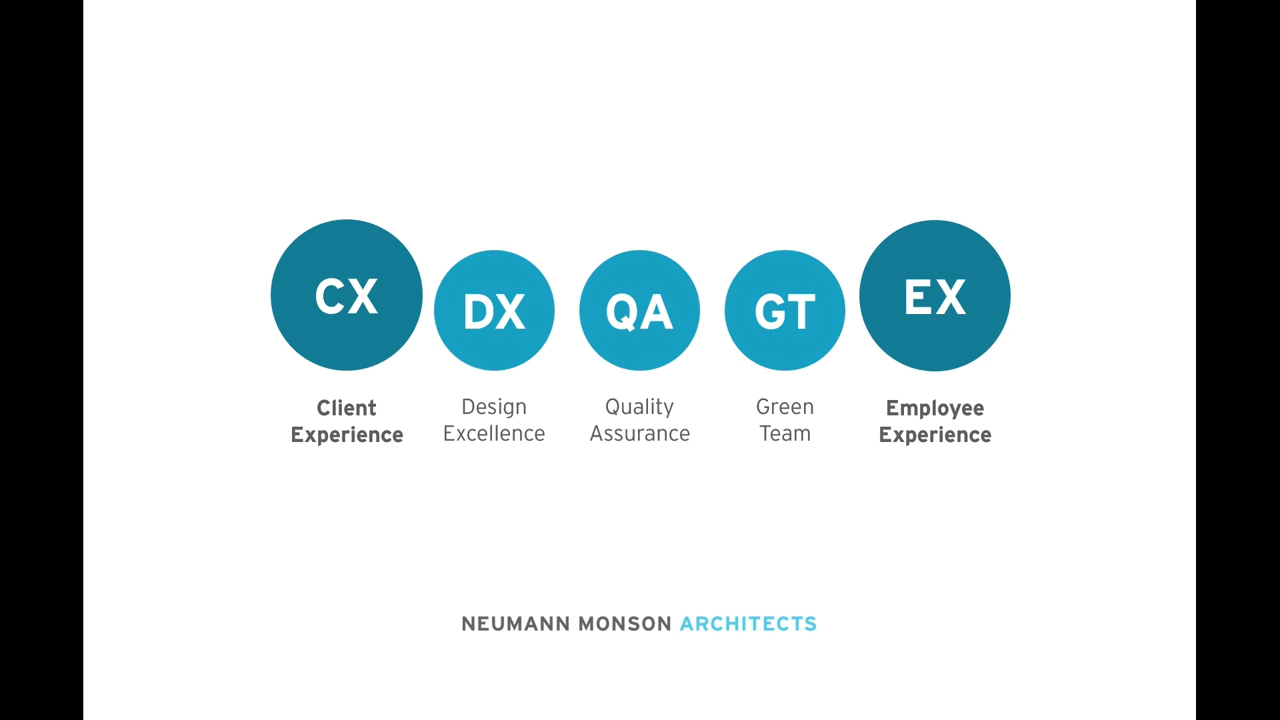 CX
DX
QA
GT
EX
Client
Experience
Design
Excellence
Quality
Assurance
Green
Team
Employee
Experience
NEUMANN MONSON ARCHITECTS